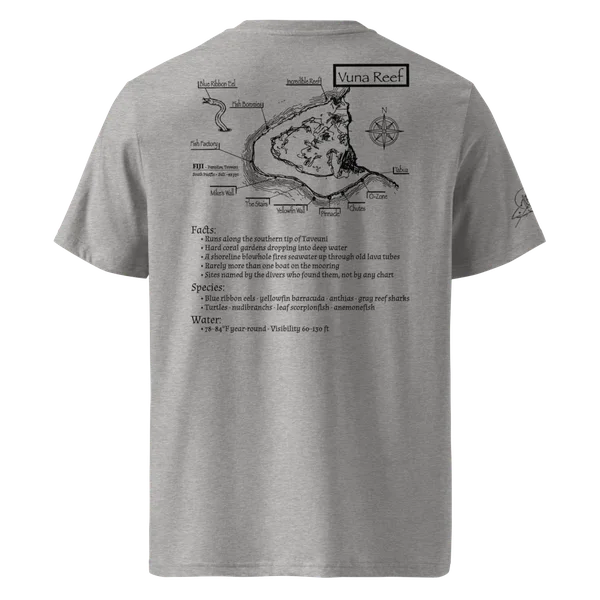 Vuna Reef
Blue Ribbon Eel
Incredible Reef
Fish Bommies
N
Fish Factory
FIJI
Tabia
Mike's Wall
O-Zone
The Stairs
Yellowfin Wall
Pinnacle
Chutes
Facts:
• Runs along the southern tip of Taveuni
• Hard coral gardens dropping into deep water
• A shoreline blowhole fires seawater up through old lava tubes
• Rarely more than one boat on the mooring
• Sites named by the divers who found them, not by any chart
Species:
• Blue ribbon eels · yellowfin barracuda · anthias · gray reef sharks
• Turtles · nudibranchs · leaf scorpionfish · anemonefish
Water:
• 78-84°F year-round · Visibility 60-130 ft